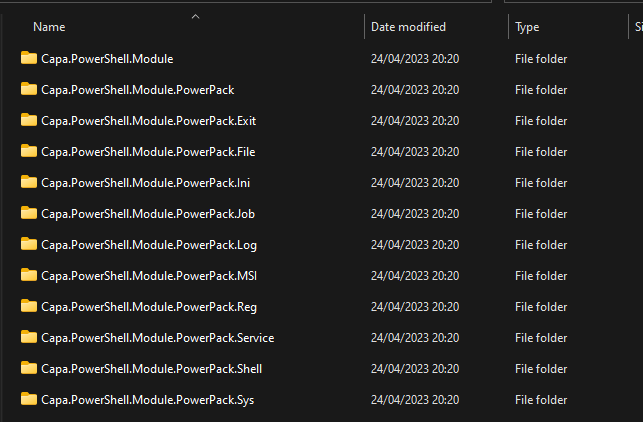 Name Date modified Type Si
Capa.PowerShell.Module 24/04/2023 20:20 File folder
Capa.PowerShell.Module.PowerPack 24/04/2023 20:20 File folder
Capa.PowerShell.Module.PowerPack.Exit 24/04/2023 20:20 File folder
Capa.PowerShell.Module.PowerPack.File 24/04/2023 20:20 File folder
Capa.PowerShell.Module.PowerPack.Ini 24/04/2023 20:20 File folder
Capa.PowerShell.Module.PowerPack.Job 24/04/2023 20:20 File folder
Capa.PowerShell.Module.PowerPack.Log 24/04/2023 20:20 File folder
Capa.PowerShell.Module.PowerPack.MSI 24/04/2023 20:20 File folder
Capa.PowerShell.Module.PowerPack.Reg 24/04/2023 20:20 File folder
Capa.PowerShell.Module.PowerPack.Service 24/04/2023 20:20 File folder
Capa.PowerShell.Module.PowerPack.Shell 24/04/2023 20:20 File folder
Capa.PowerShell.Module.PowerPack.Sys 24/04/2023 20:20 File folder